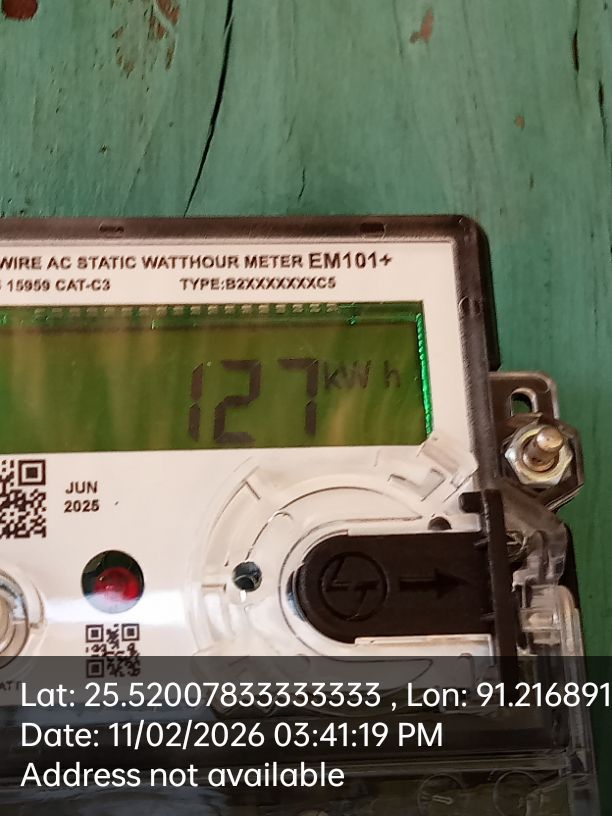 WIRE AC STATIC WATTHOUR METER EM101+
15959 CAT-C3 TYPE:B2XXXXXXXC5
127 kWh
JUN
2025
Lat: 25.52007833333333 , Lon: 91.216891
Date: 11/02/2026 03:41:19 PM
Address not available